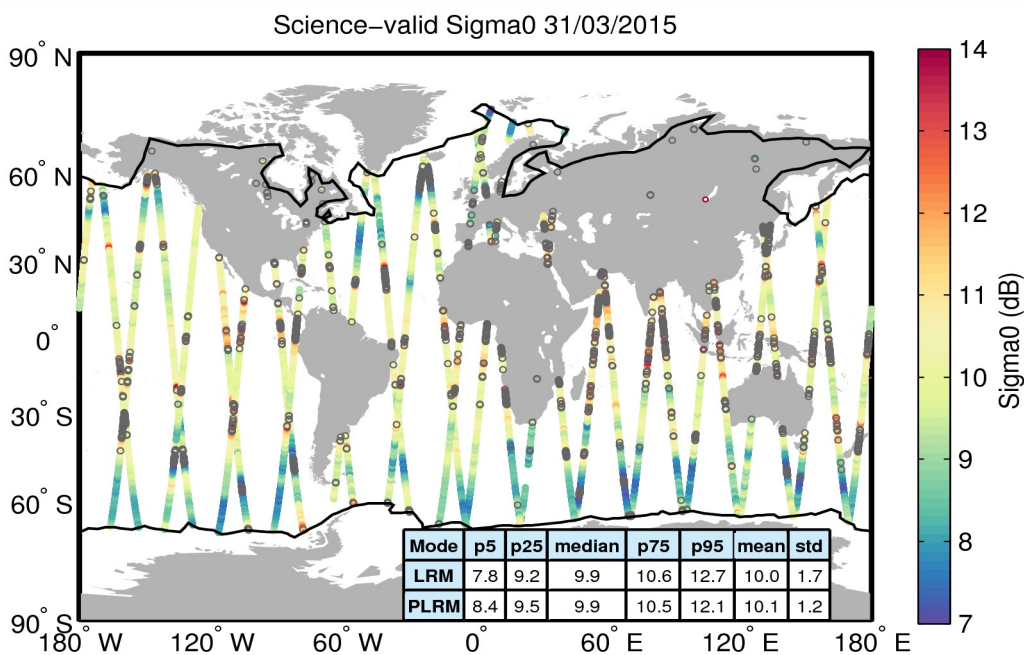 Science−valid Sigma0 31/03/2015
90° N
60° N
30° N
0°
30° S
60° S
90° S
180° W
120° W
60° W
0°
60° E
120° E
180° E
14
13
12
11
10
9
8
7
Sigma0 (dB)
Mode p5 p25 median p75 p95 mean std
LRM 7.8 9.2 9.9 10.6 12.7 10.0 1.7
PLRM 8.4 9.5 9.9 10.5 12.1 10.1 1.2